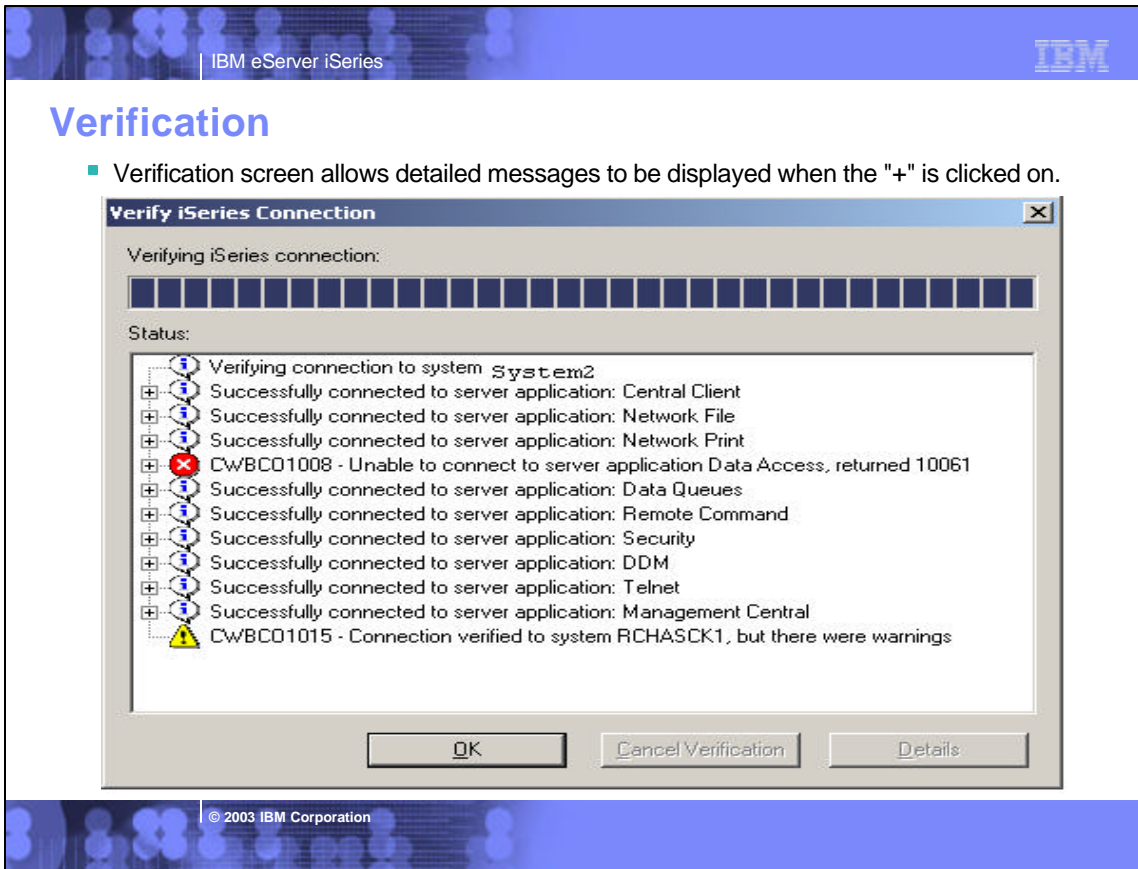 IBM eServer iSeries
IBM
Verification
Verification screen allows detailed messages to be displayed when the "+" is clicked on.
Verify iSeries Connection
Verifying iSeries connection:
Status:
Verifying connection to system System2
Successfully connected to server application: Central Client
Successfully connected to server application: Network File
Successfully connected to server application: Network Print
CWBCO1008 - Unable to connect to server application Data Access, returned 10061
Successfully connected to server application: Data Queues
Successfully connected to server application: Remote Command
Successfully connected to server application: Security
Successfully connected to server application: DDM
Successfully connected to server application: Telnet
Successfully connected to server application: Management Central
CWBCO1015 - Connection verified to system RCHASCK1, but there were warnings
OK
Cancel Verification
Details
© 2003 IBM Corporation